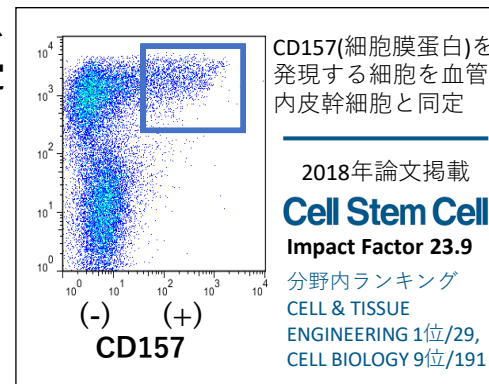 CD157(細胞膜蛋白)を
発現する細胞を血管
内皮幹細胞と同定
2018年論文掲載
Cell Stem Cell
Impact Factor 23.9
分野内ランキング
CELL & TISSUE
ENGINEERING 1位/29,
CELL BIOLOGY 9位/191
10⁴
10³
10²
10¹
10⁰
10⁰ 10¹ 10² 10³ 10⁴
(-) (+)
CD157